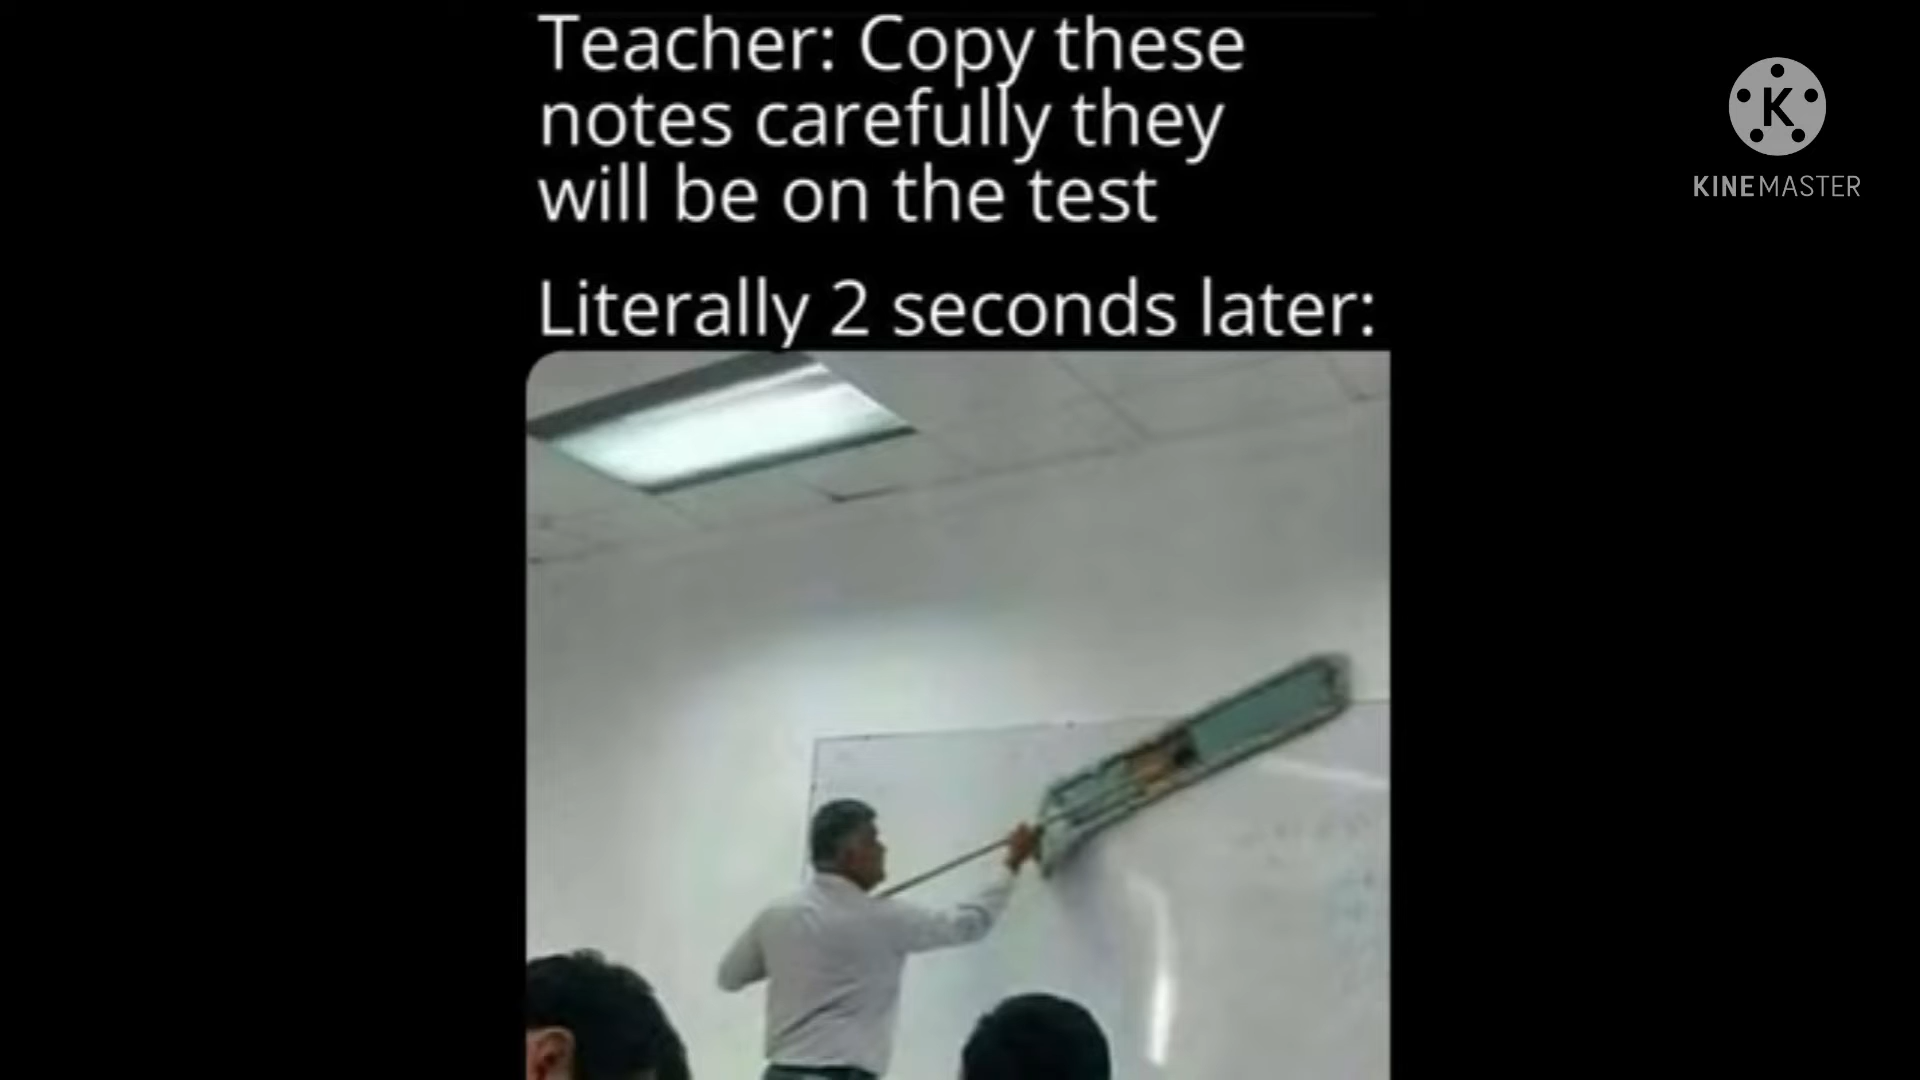 Teacher: Copy these
notes carefully they
will be on the test
Literally 2 seconds later:
K
KINEMASTER